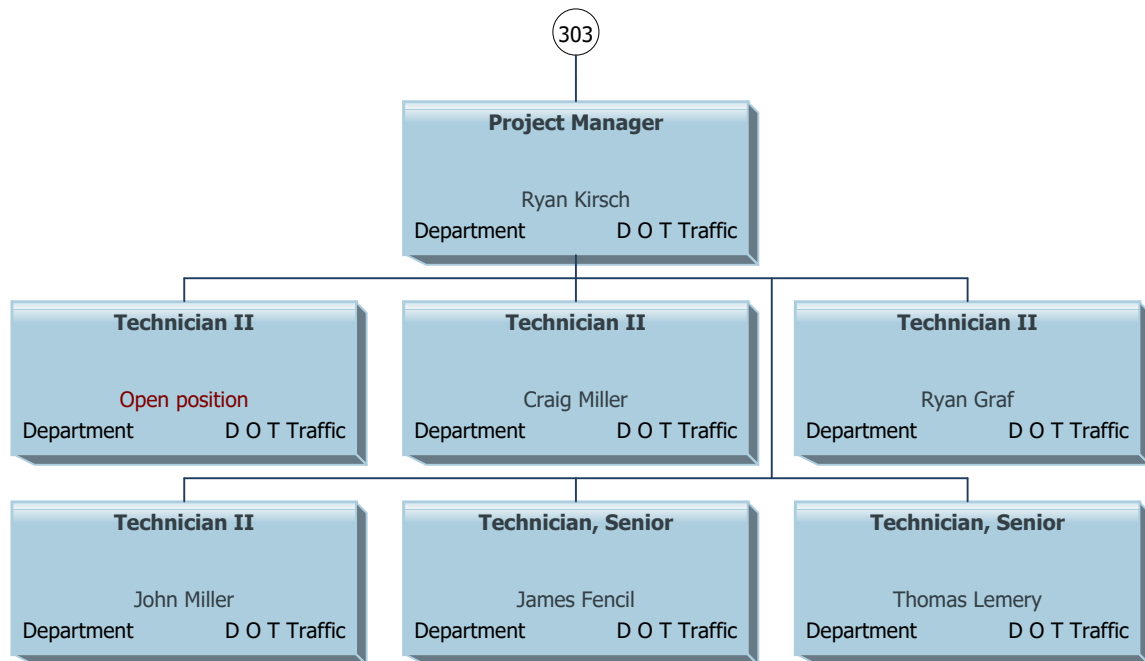 303
Project Manager
Ryan Kirsch
Department D O T Traffic
Technician II
Open position
Department D O T Traffic
Technician II
Craig Miller
Department D O T Traffic
Technician II
Ryan Graf
Department D O T Traffic
Technician II
John Miller
Department D O T Traffic
Technician, Senior
James Fencil
Department D O T Traffic
Technician, Senior
Thomas Lemery
Department D O T Traffic